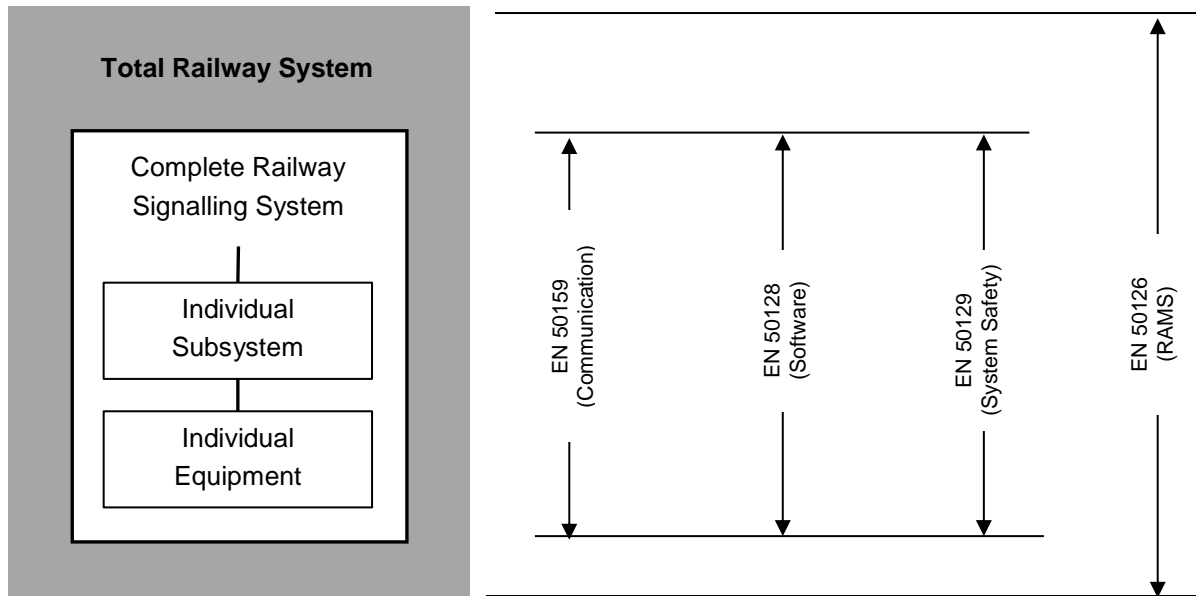 Total Railway System
Complete Railway
Signalling System
Individual
Subsystem
Individual
Equipment
EN 50159
(Communication)
EN 50128
(Software)
EN 50129
(System Safety)
EN 50126
(RAMS)